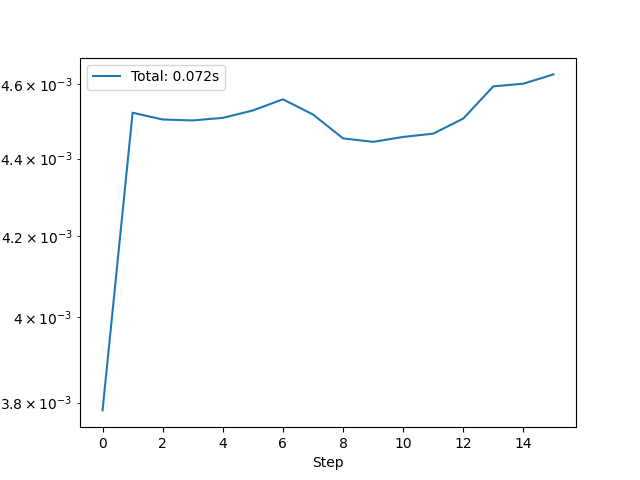 Total: 0.072s
4.6 × 10⁻³
4.4 × 10⁻³
4.2 × 10⁻³
4 × 10⁻³
3.8 × 10⁻³
0 2 4 6 8 10 12 14
Step